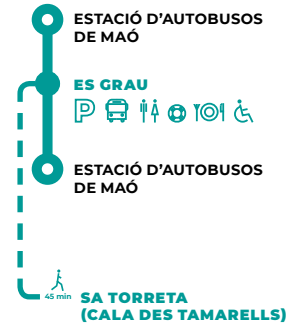 ESTACIÓ D'AUTOBUSOS
DE MAÓ
ES GRAU
P
ESTACIÓ D'AUTOBUSOS
DE MAÓ
45 min
SA TORRETA
(CALA DES TAMARELLS)